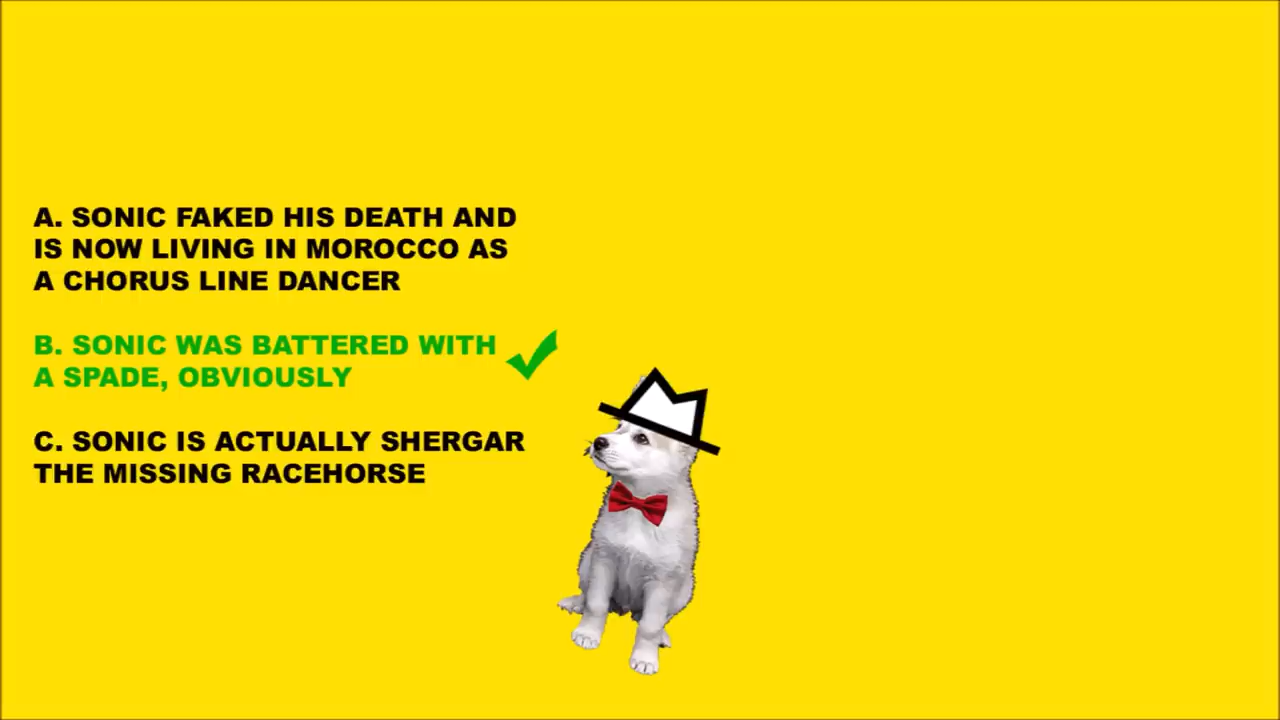 A. SONIC FAKED HIS DEATH AND
IS NOW LIVING IN MOROCCO AS
A CHORUS LINE DANCER
B. SONIC WAS BATTERED WITH
A SPADE, OBVIOUSLY
C. SONIC IS ACTUALLY SHERGAR
THE MISSING RACEHORSE